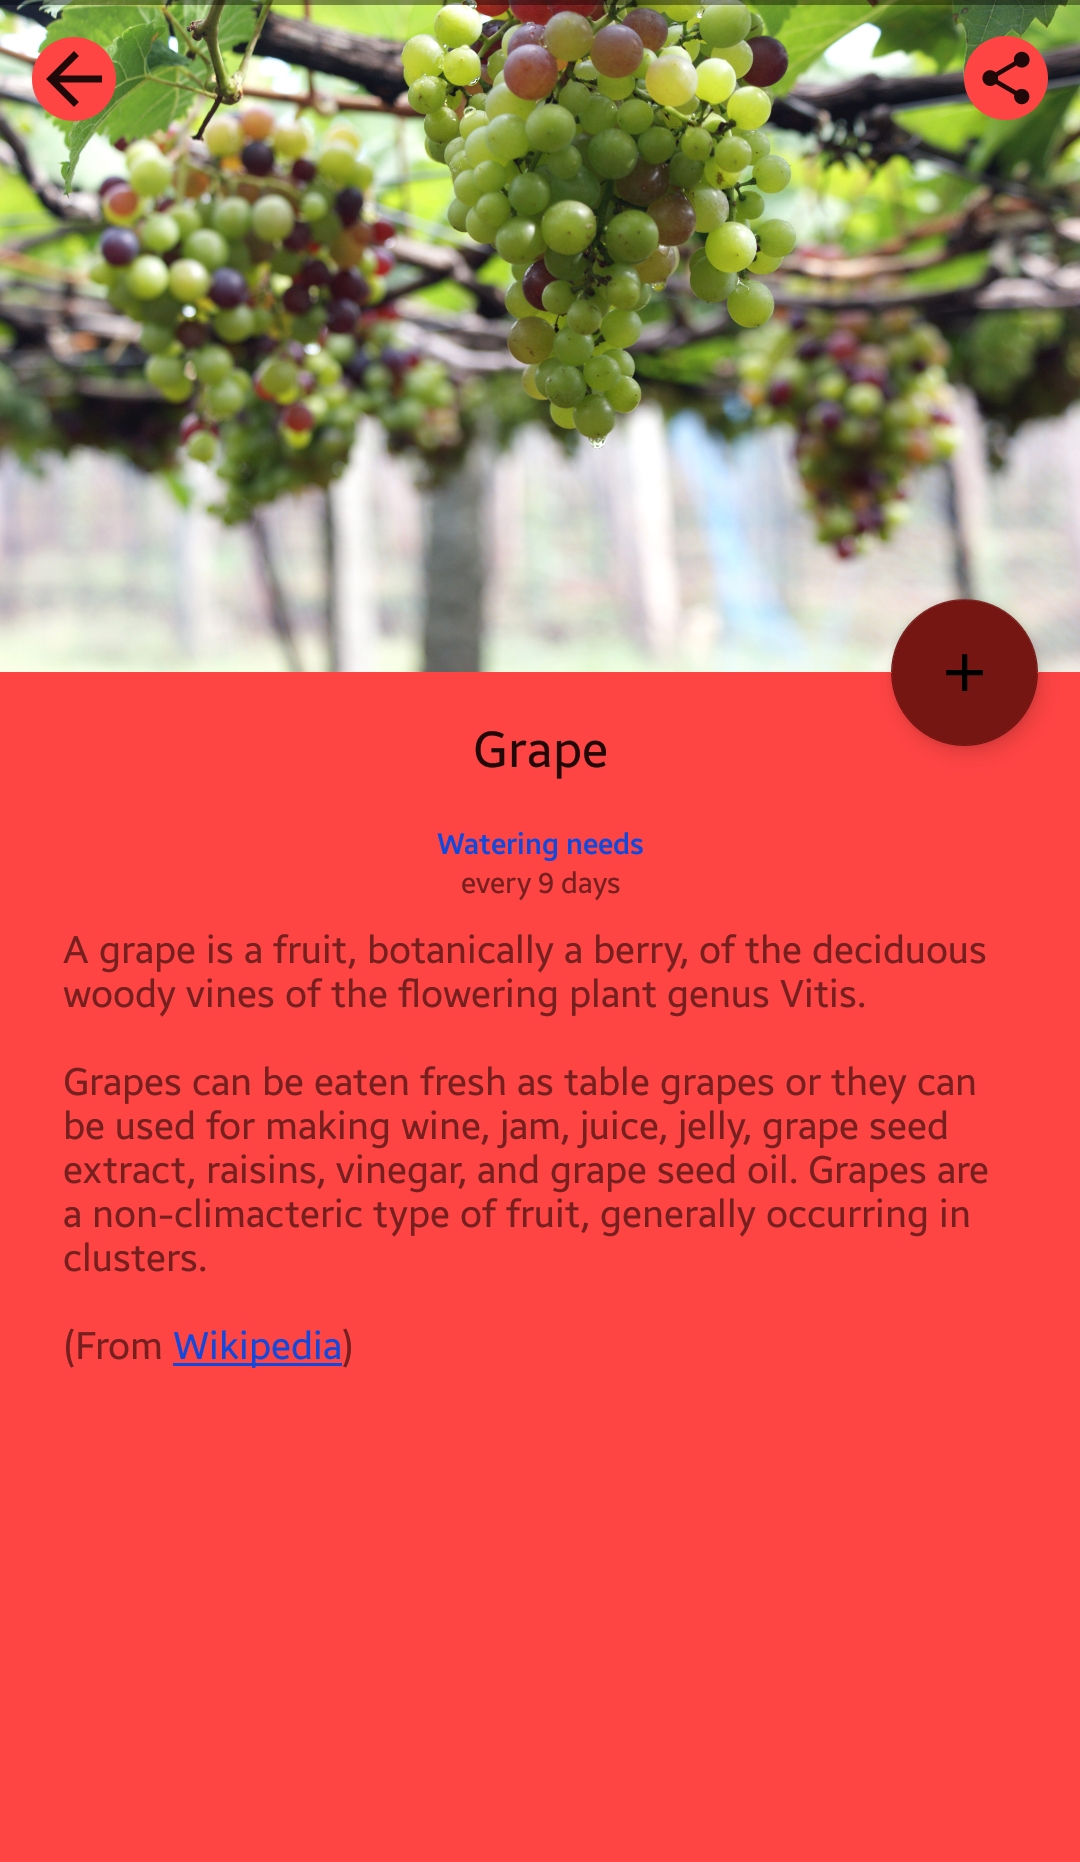 Grape
Watering needs
every 9 days
A grape is a fruit, botanically a berry, of the deciduous
woody vines of the flowering plant genus Vitis.
Grapes can be eaten fresh as table grapes or they can
be used for making wine, jam, juice, jelly, grape seed
extract, raisins, vinegar, and grape seed oil. Grapes are
a non-climacteric type of fruit, generally occurring in
clusters.
(From Wikipedia)